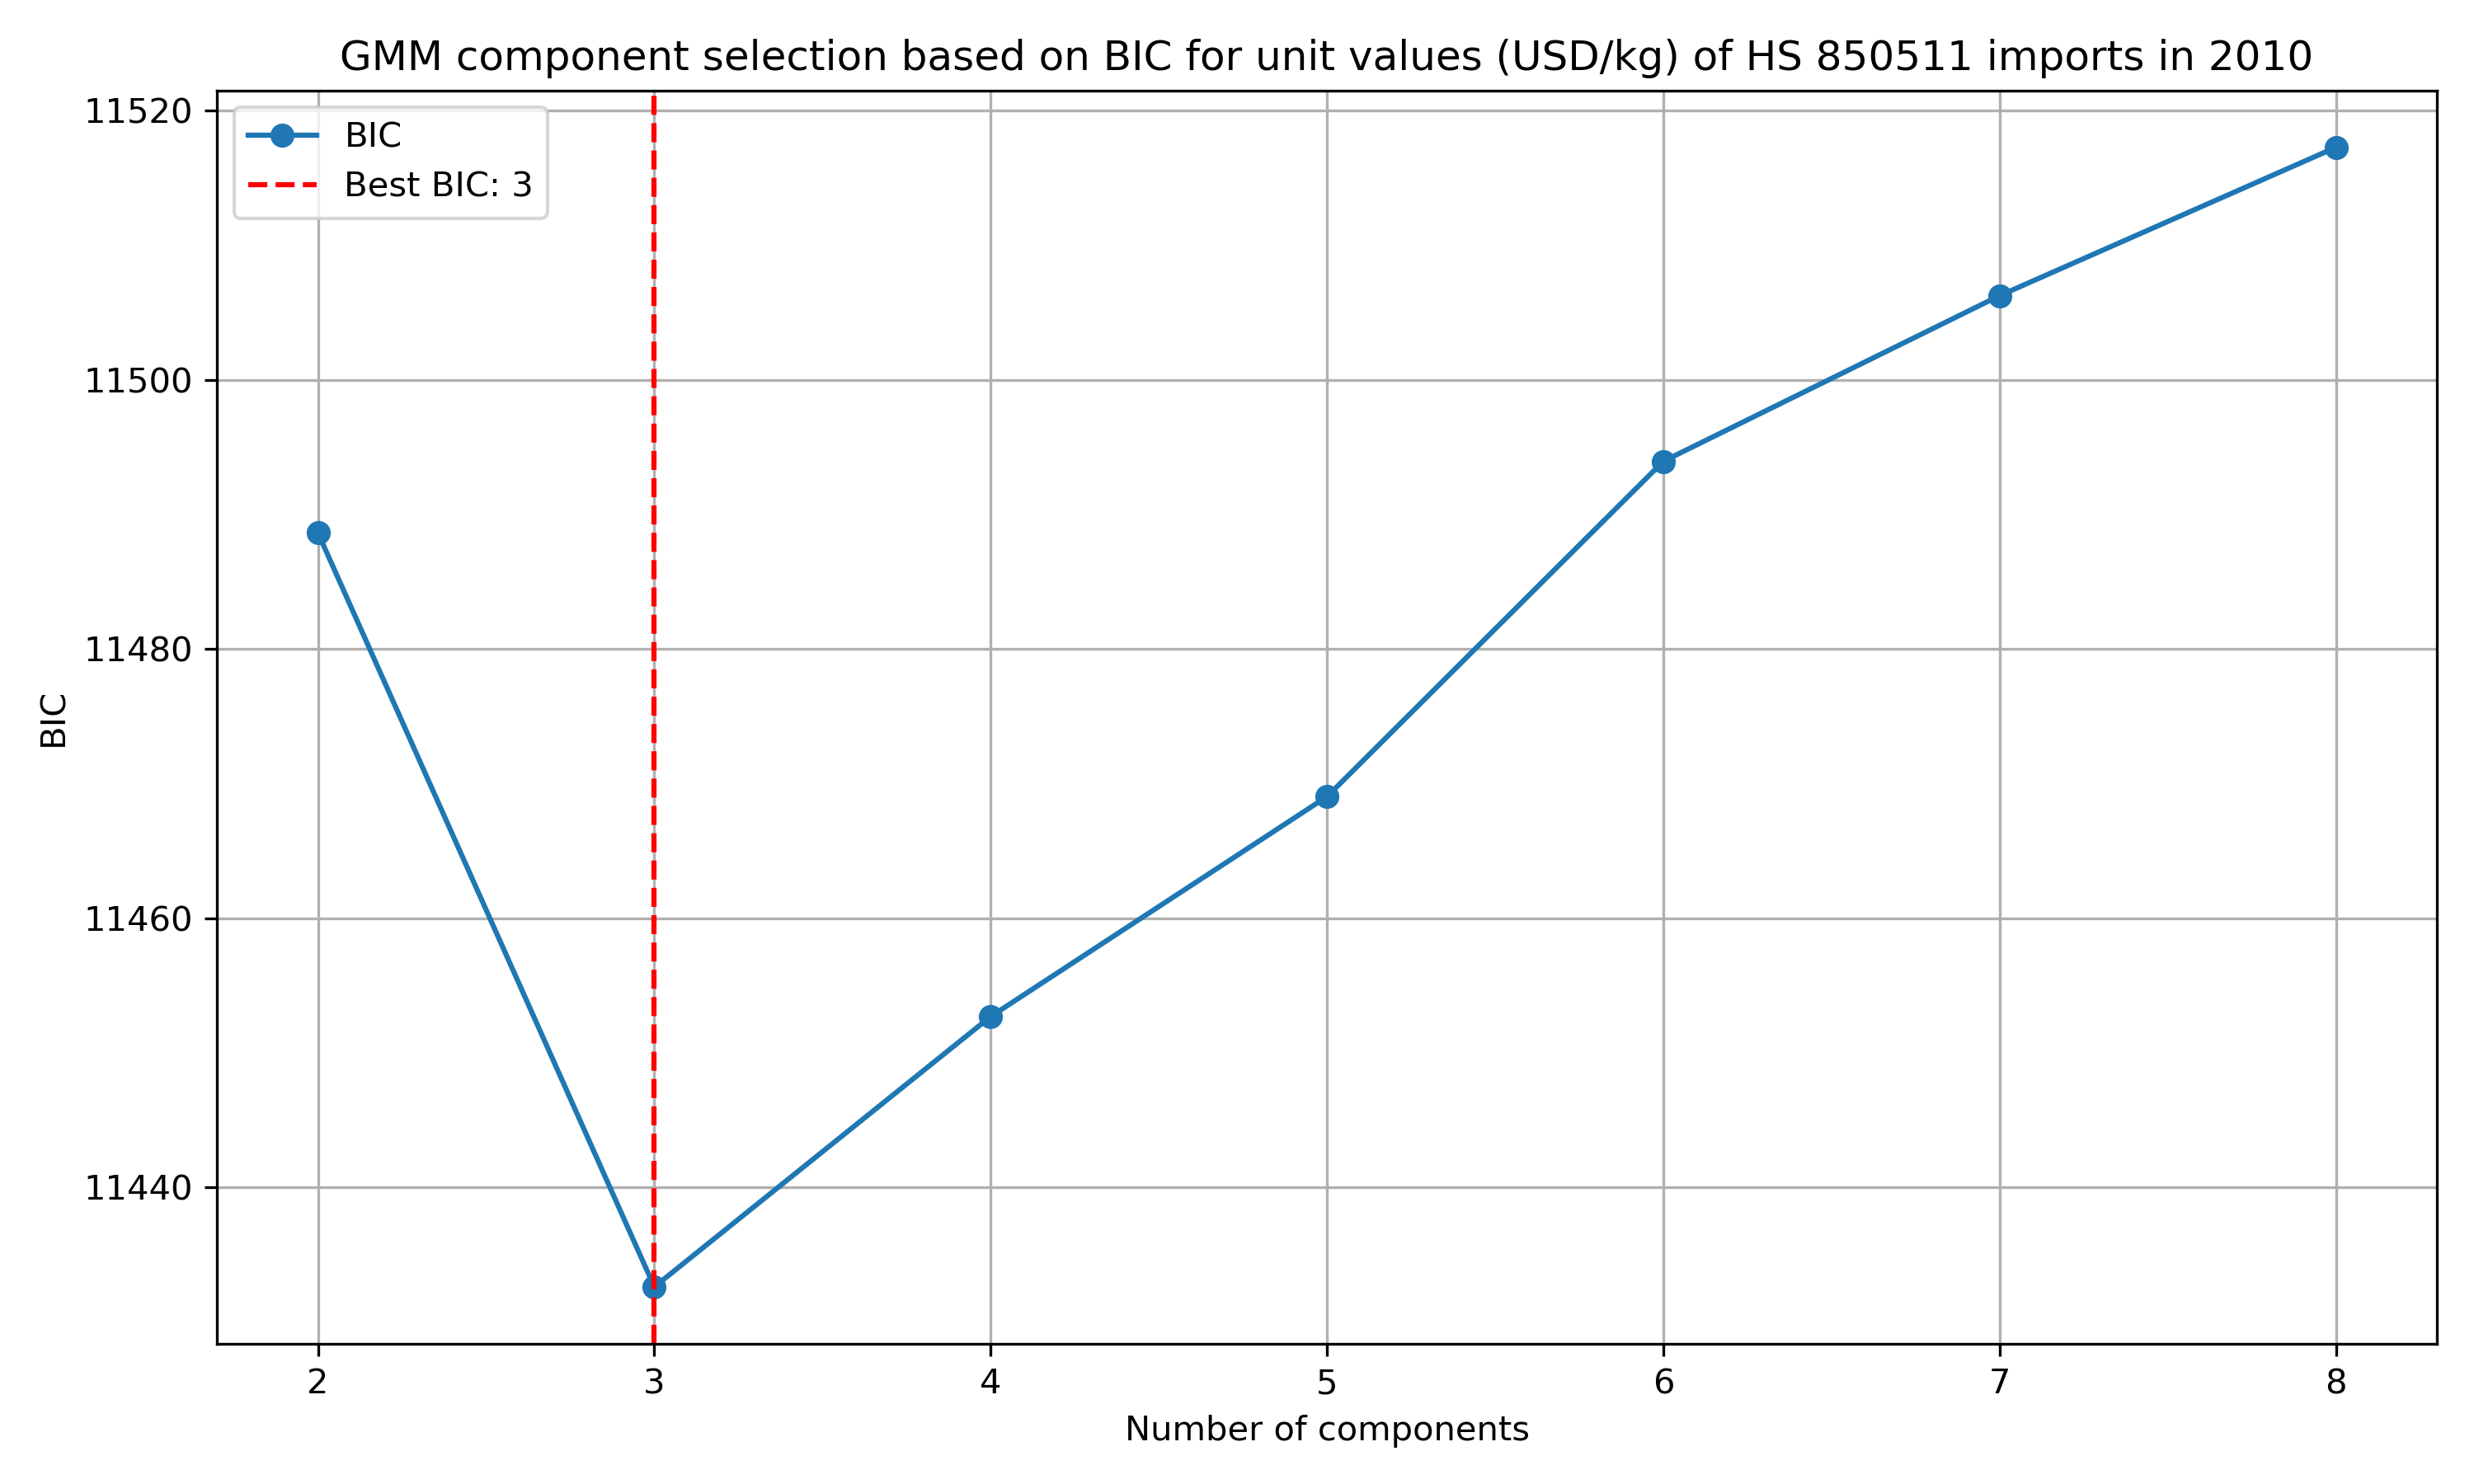 GMM component selection based on BIC for unit values (USD/kg) of HS 850511 imports in 2010
BIC
Best BIC: 3
11520
11500
11480
11460
11440
BIC
2 3 4 5 6 7 8
Number of components